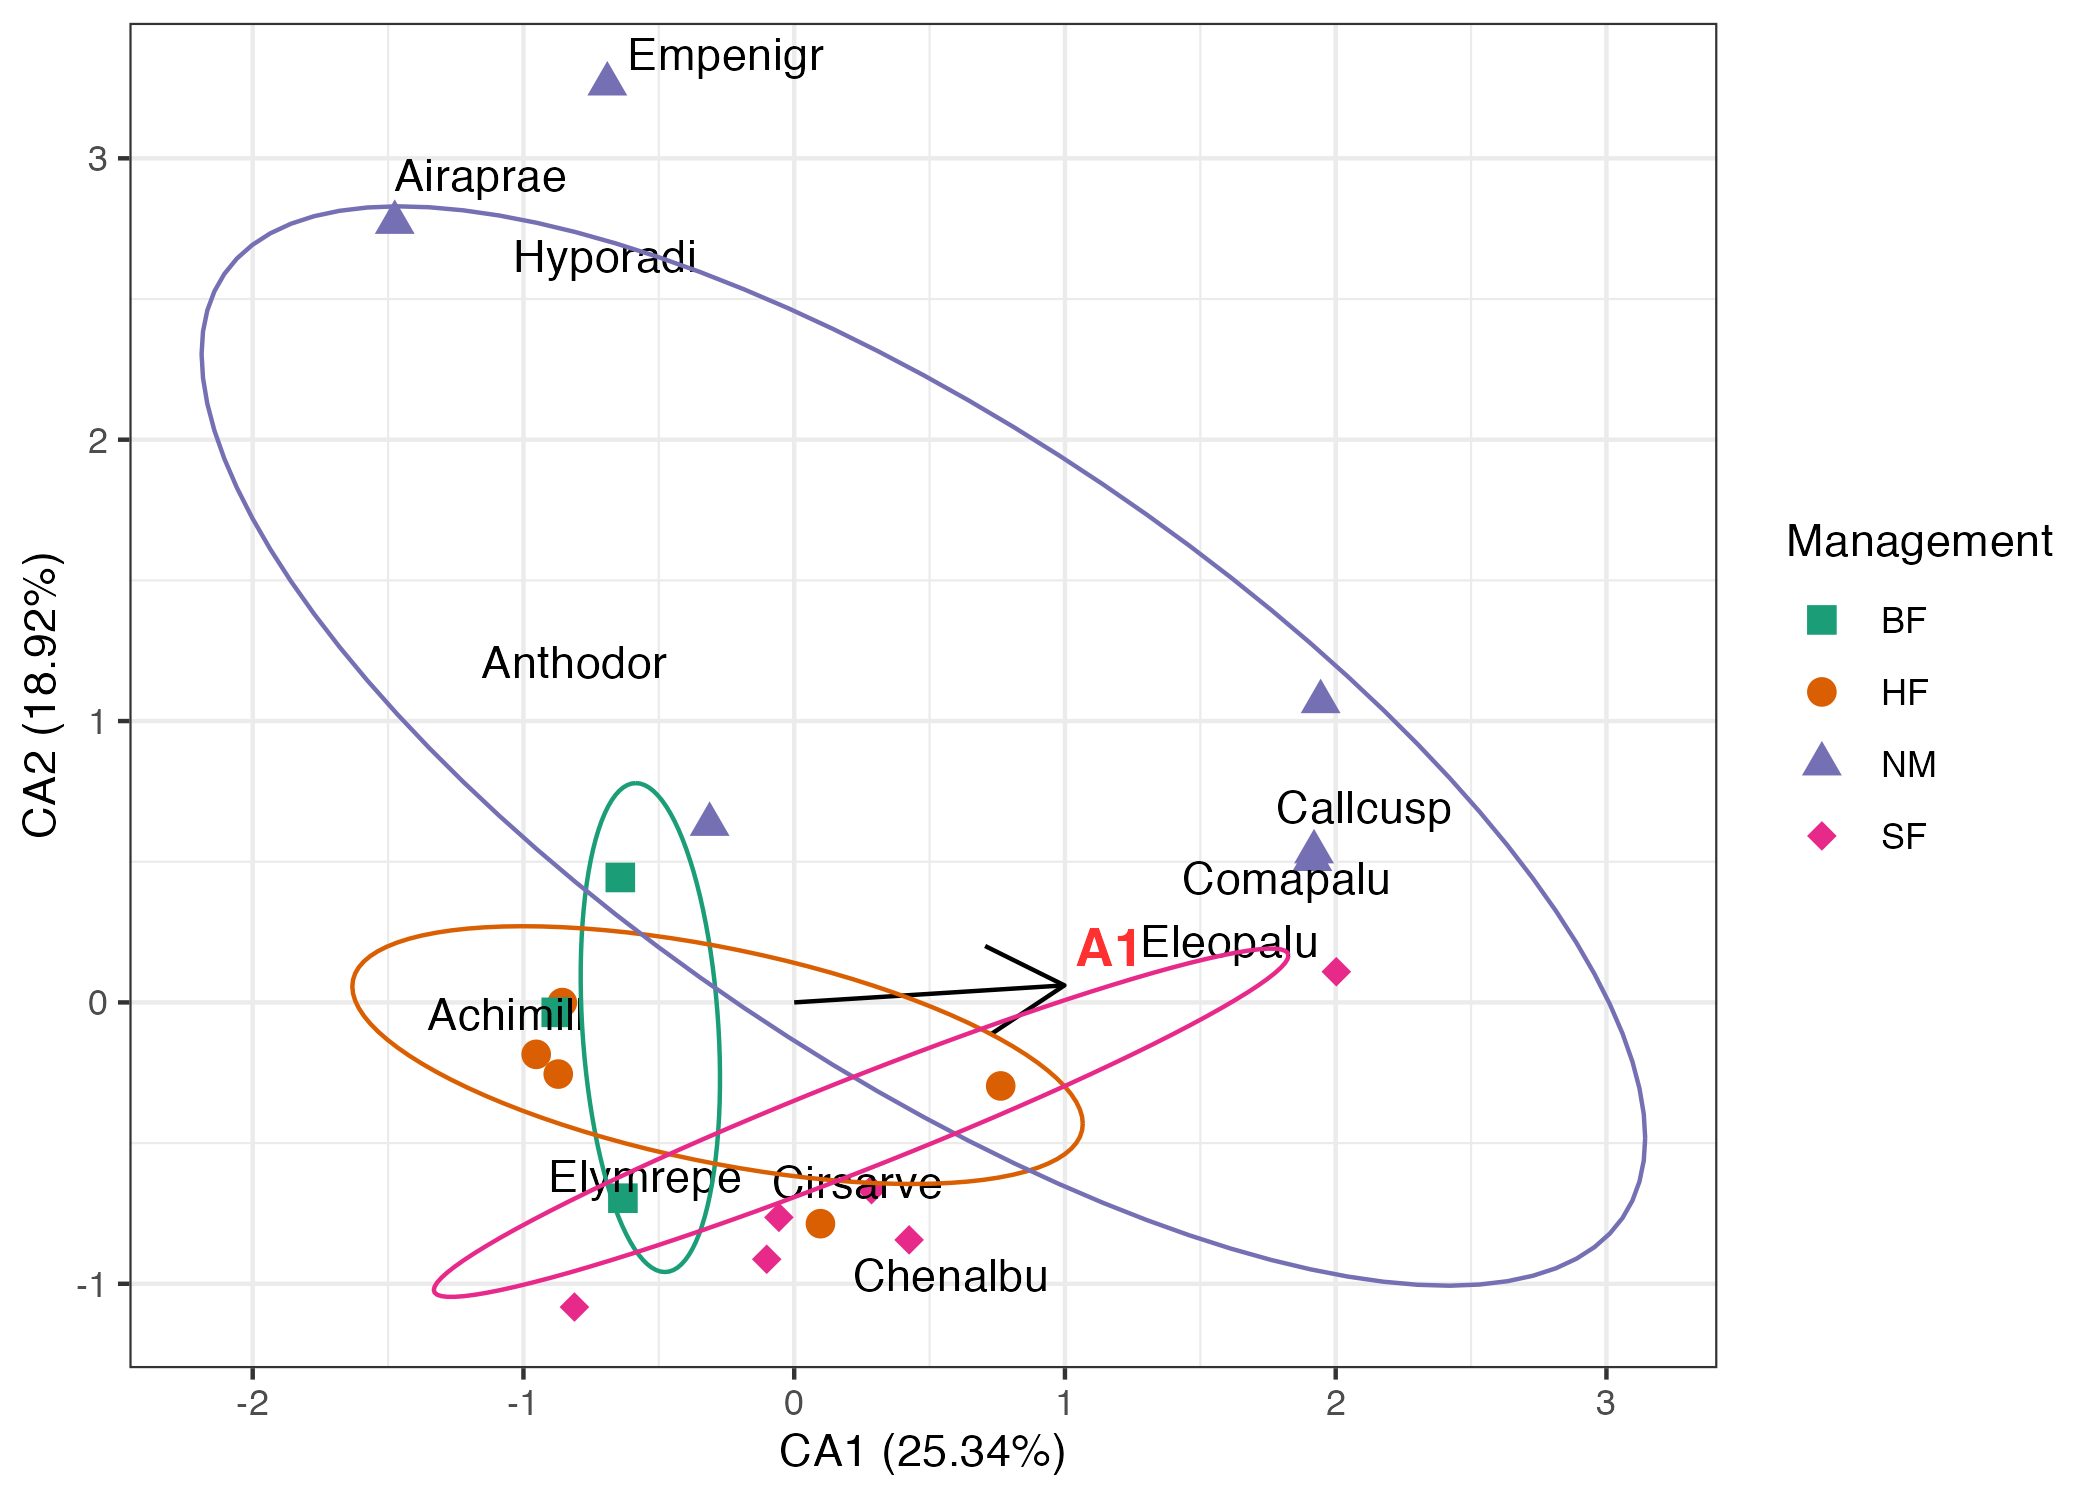 Empenigr
3
Airaprae
Hyporadi
2
Management
BF
Anthodor
HF
1
NM
Callcusp
SF
CA2 (18.92%)
Comapalu
A1
Eleopalu
0
Achimill
Elymrepe
Cirsarve
Chenalbu
-1
-2
-1
0
1
2
3
CA1 (25.34%)